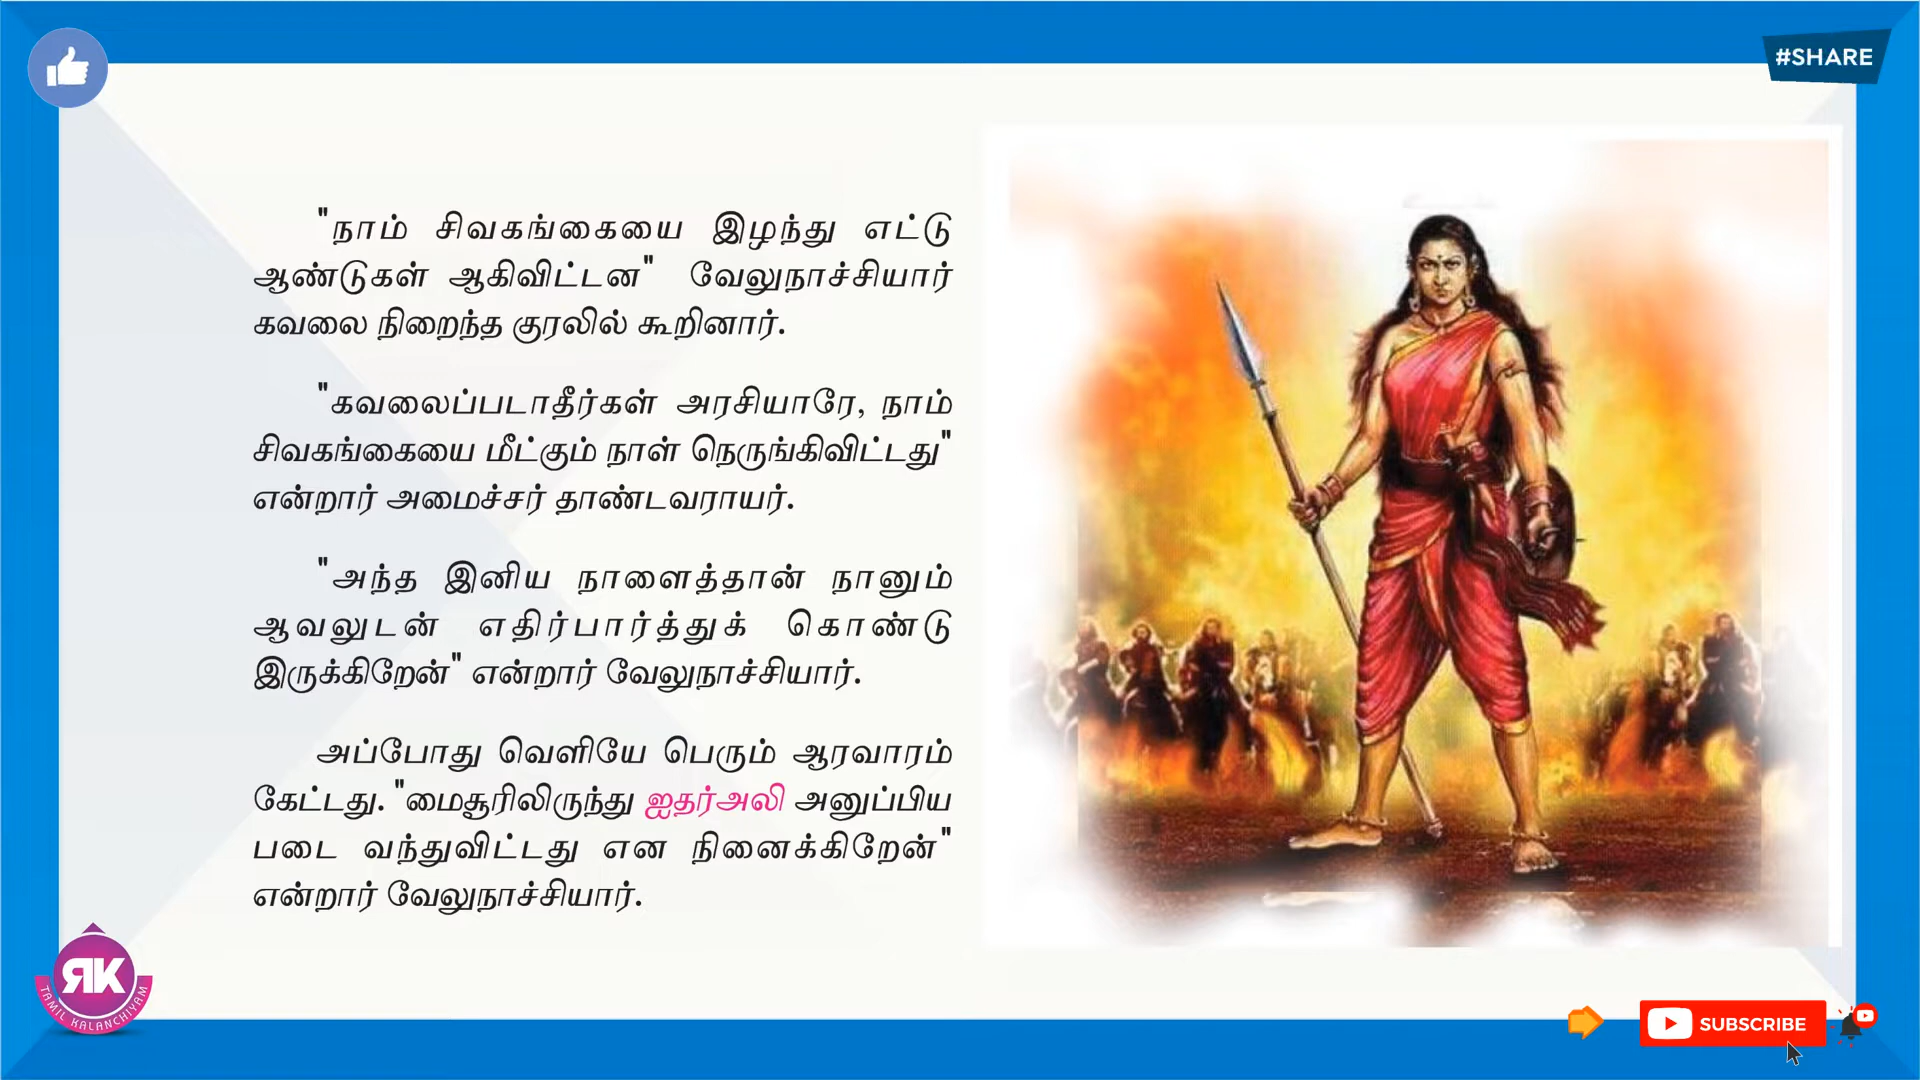 #SHARE
"நாம் சிவகங்கையை இழந்து எட்டு
ஆண்டுகள் ஆகிவிட்டன" வேலுநாச்சியார்
கவலை நிறைந்த குரலில் கூறினார்.
"கவலைப்படாதீர்கள் அரசியாரே, நாம்
சிவகங்கையை மீட்கும் நாள் நெருங்கிவிட்டது"
என்றார் அமைச்சர் தாண்டவராயர்.
"அந்த இனிய நாளைத்தான் நானும்
ஆவலுடன் எதிர்பார்த்துக் கொண்டு
இருக்கிறேன்" என்றார் வேலுநாச்சியார்.
அப்போது வெளியே பெரும் ஆரவாரம்
கேட்டது. "மைசூரிலிருந்து ஐதர்அலி அனுப்பிய
படை வந்துவிட்டது என நினைக்கிறேன்"
என்றார் வேலுநாச்சியார்.
RK
TAMIL KALANCHIYAM
SUBSCRIBE